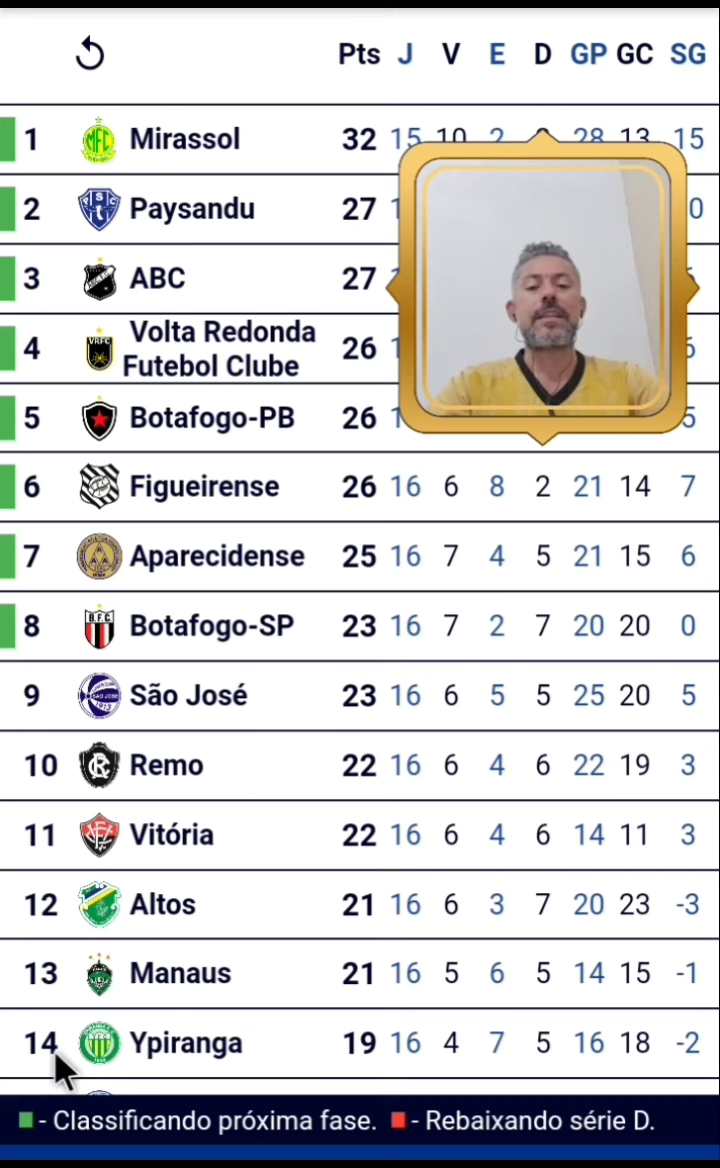 Pts J V E D GP GC SG
1 Mirassol 32 15 10 2 28 13 15
2 Paysandu 27
3 ABC 27
4 Volta Redonda Futebol Clube 26
5 Botafogo-PB 26
6 Figueirense 26 16 6 8 2 21 14 7
7 Aparecidense 25 16 7 4 5 21 15 6
8 Botafogo-SP 23 16 7 2 7 20 20 0
9 São José 23 16 6 5 5 25 20 5
10 Remo 22 16 6 4 6 22 19 3
11 Vitória 22 16 6 4 6 14 11 3
12 Altos 21 16 6 3 7 20 23 -3
13 Manaus 21 16 5 6 5 14 15 -1
14 Ypiranga 19 16 4 7 5 16 18 -2
- Classificando próxima fase. - Rebaixando série D.